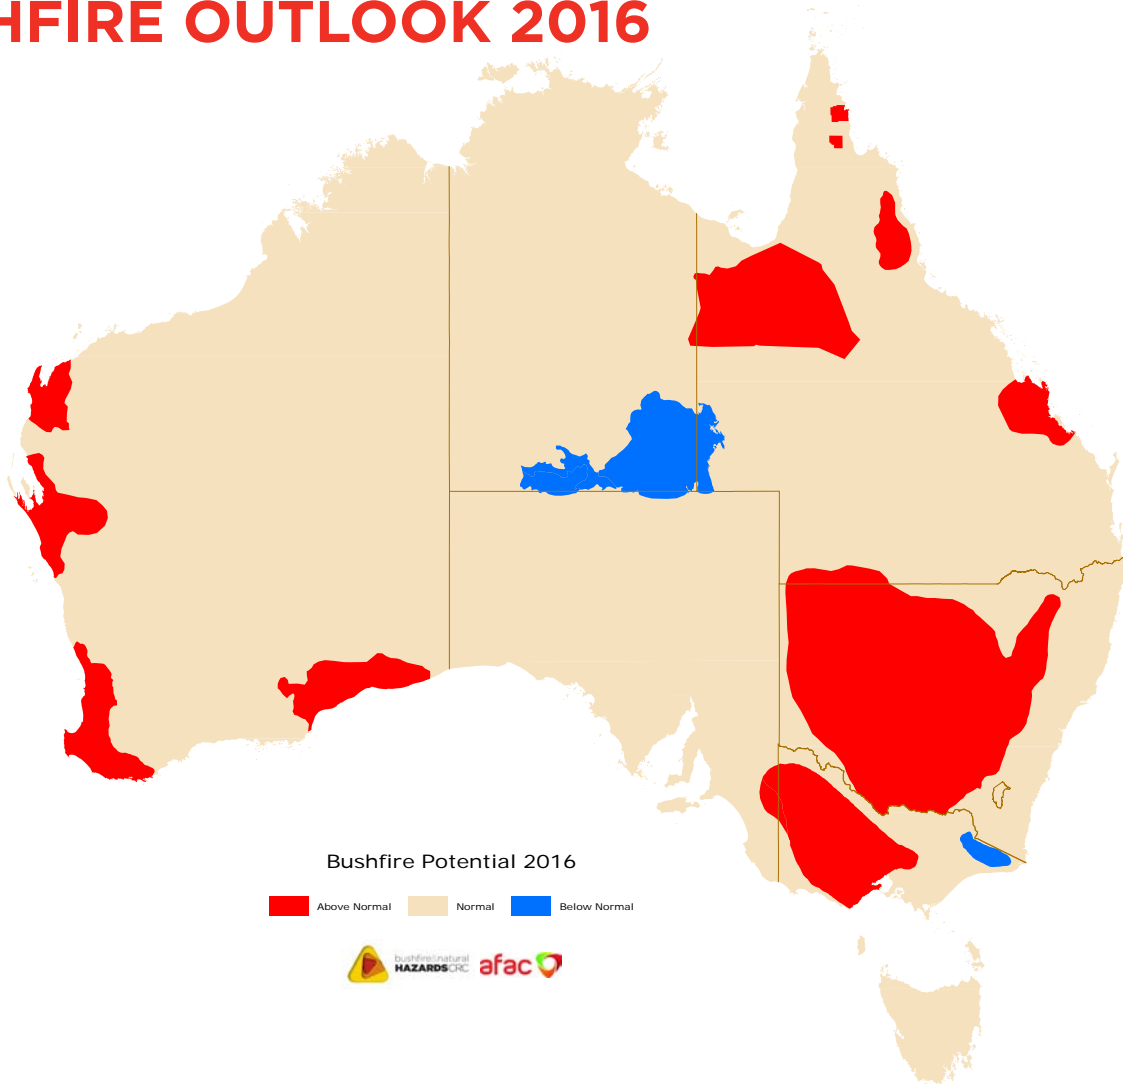 HFIRE OUTLOOK 2016
Bushfire Potential 2016
Above Normal Normal Below Normal
bushfire&natural
HAZARDSCRC
afac